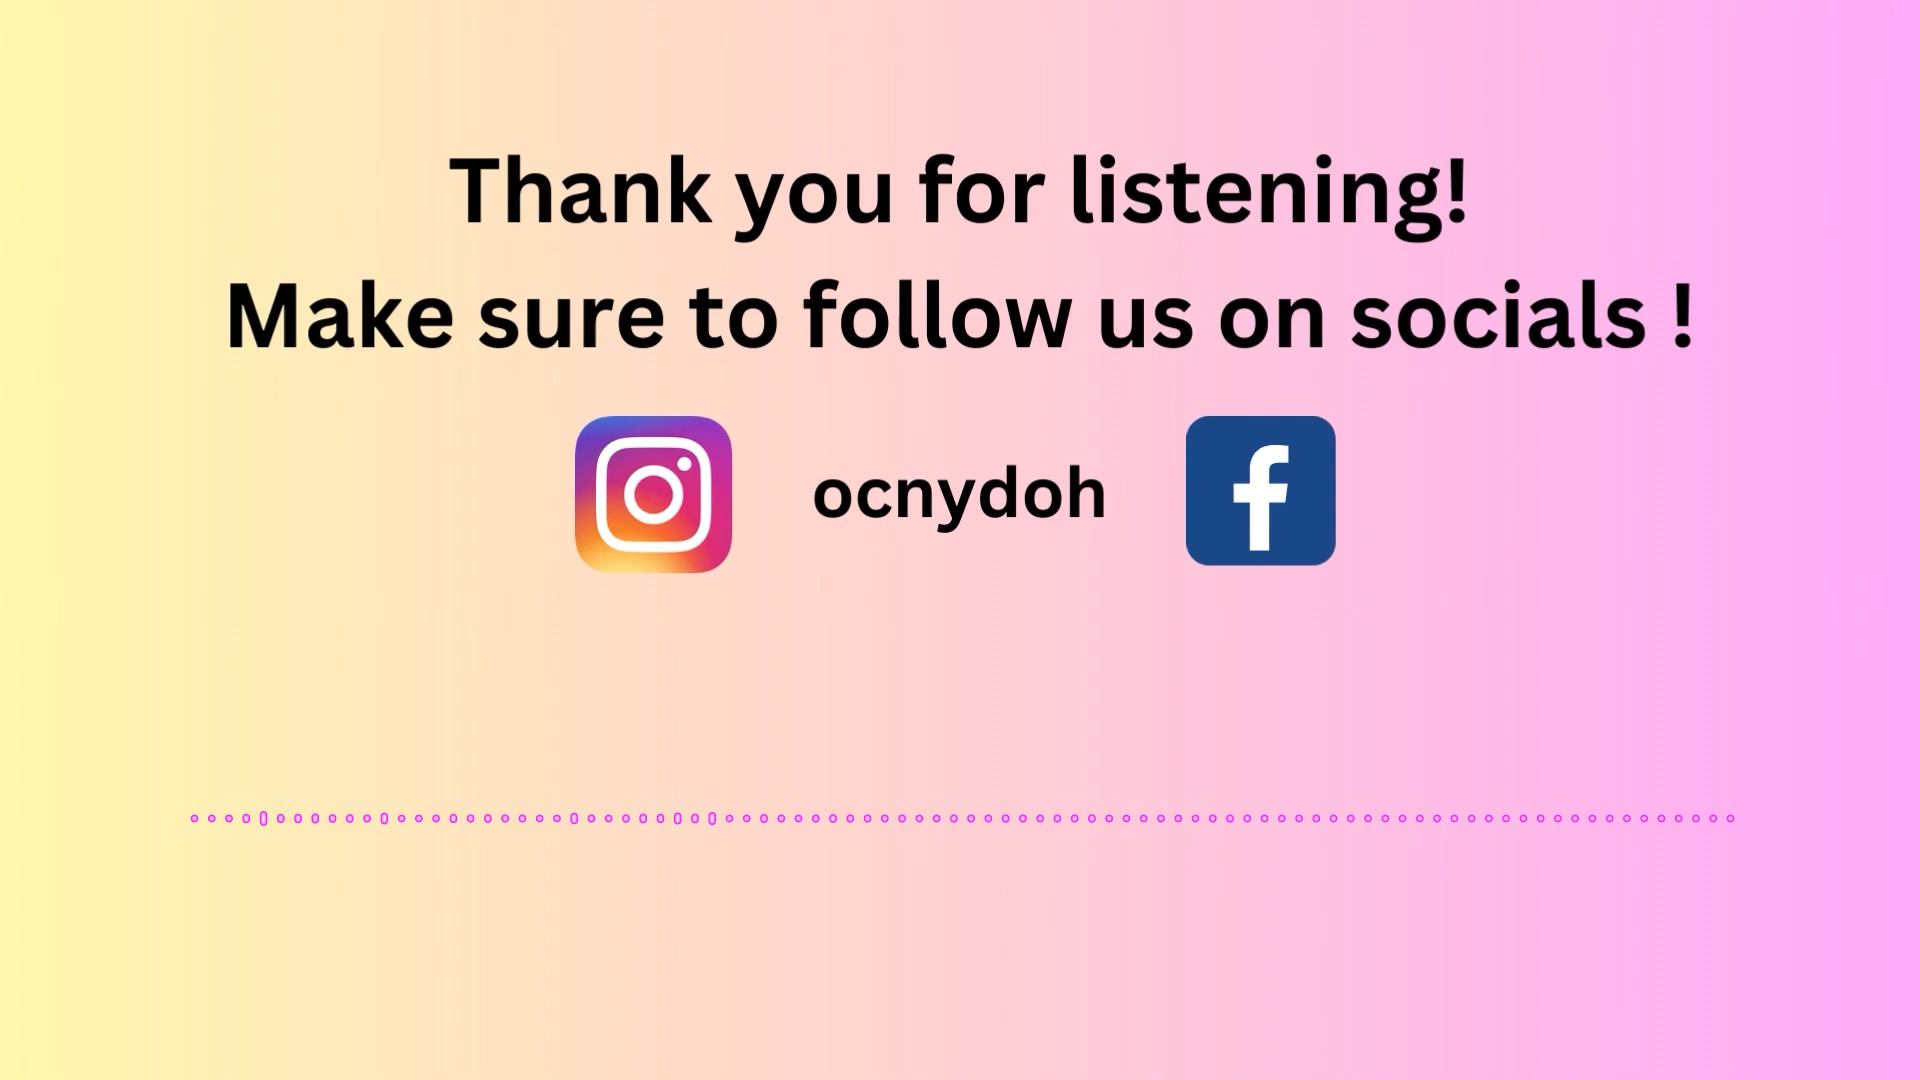 Thank you for listening!
Make sure to follow us on socials !
ocnydoh